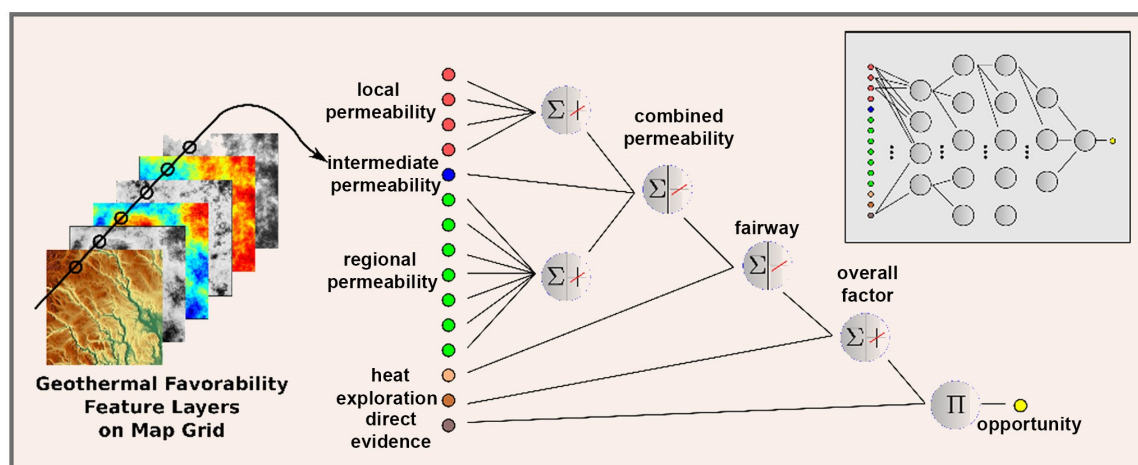 local
permeability
intermediate
permeability
regional
permeability
heat
exploration
direct
evidence
Σ
combined
permeability
Σ
Σ
fairway
Σ
overall
factor
Σ
Π
opportunity
Geothermal Favorability
Feature Layers
on Map Grid